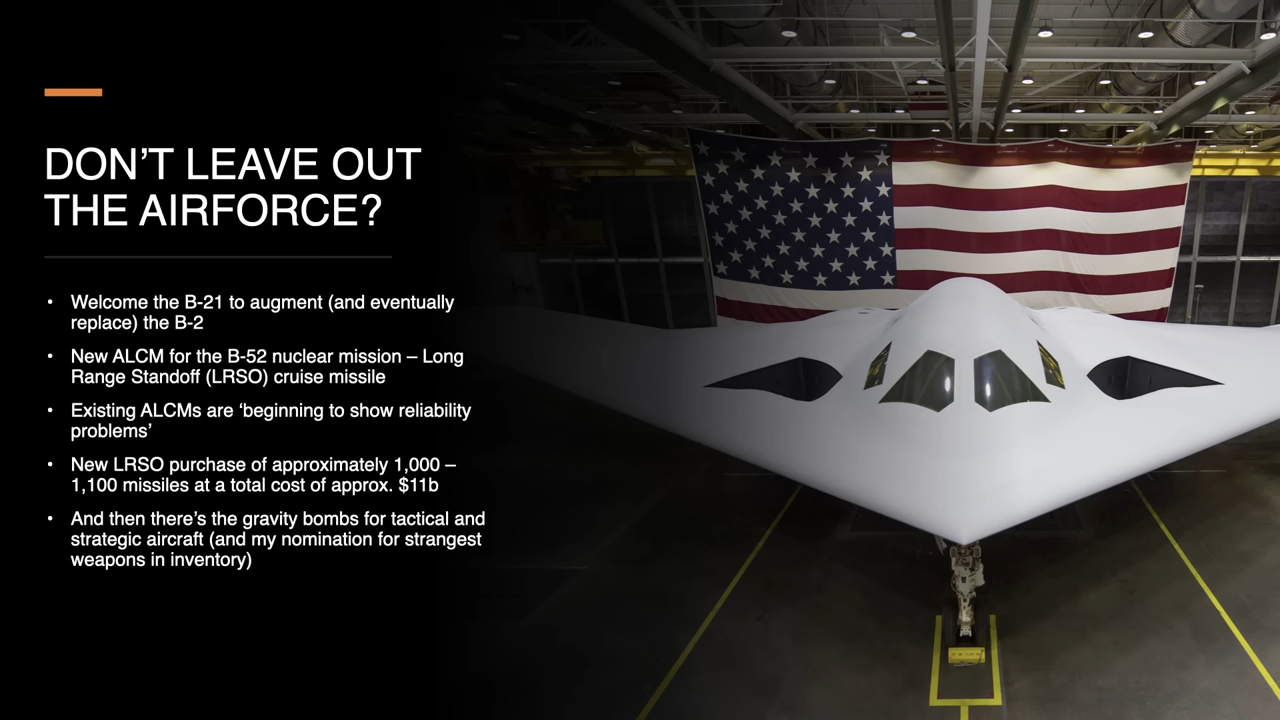 DON’T LEAVE OUT
THE AIRFORCE?
• Welcome the B-21 to augment (and eventually
replace) the B-2
• New ALCM for the B-52 nuclear mission – Long
Range Standoff (LRSO) cruise missile
• Existing ALCMs are ‘beginning to show reliability
problems’
• New LRSO purchase of approximately 1,000 –
1,100 missiles at a total cost of approx. $11b
• And then there’s the gravity bombs for tactical and
strategic aircraft (and my nomination for strangest
weapons in inventory)